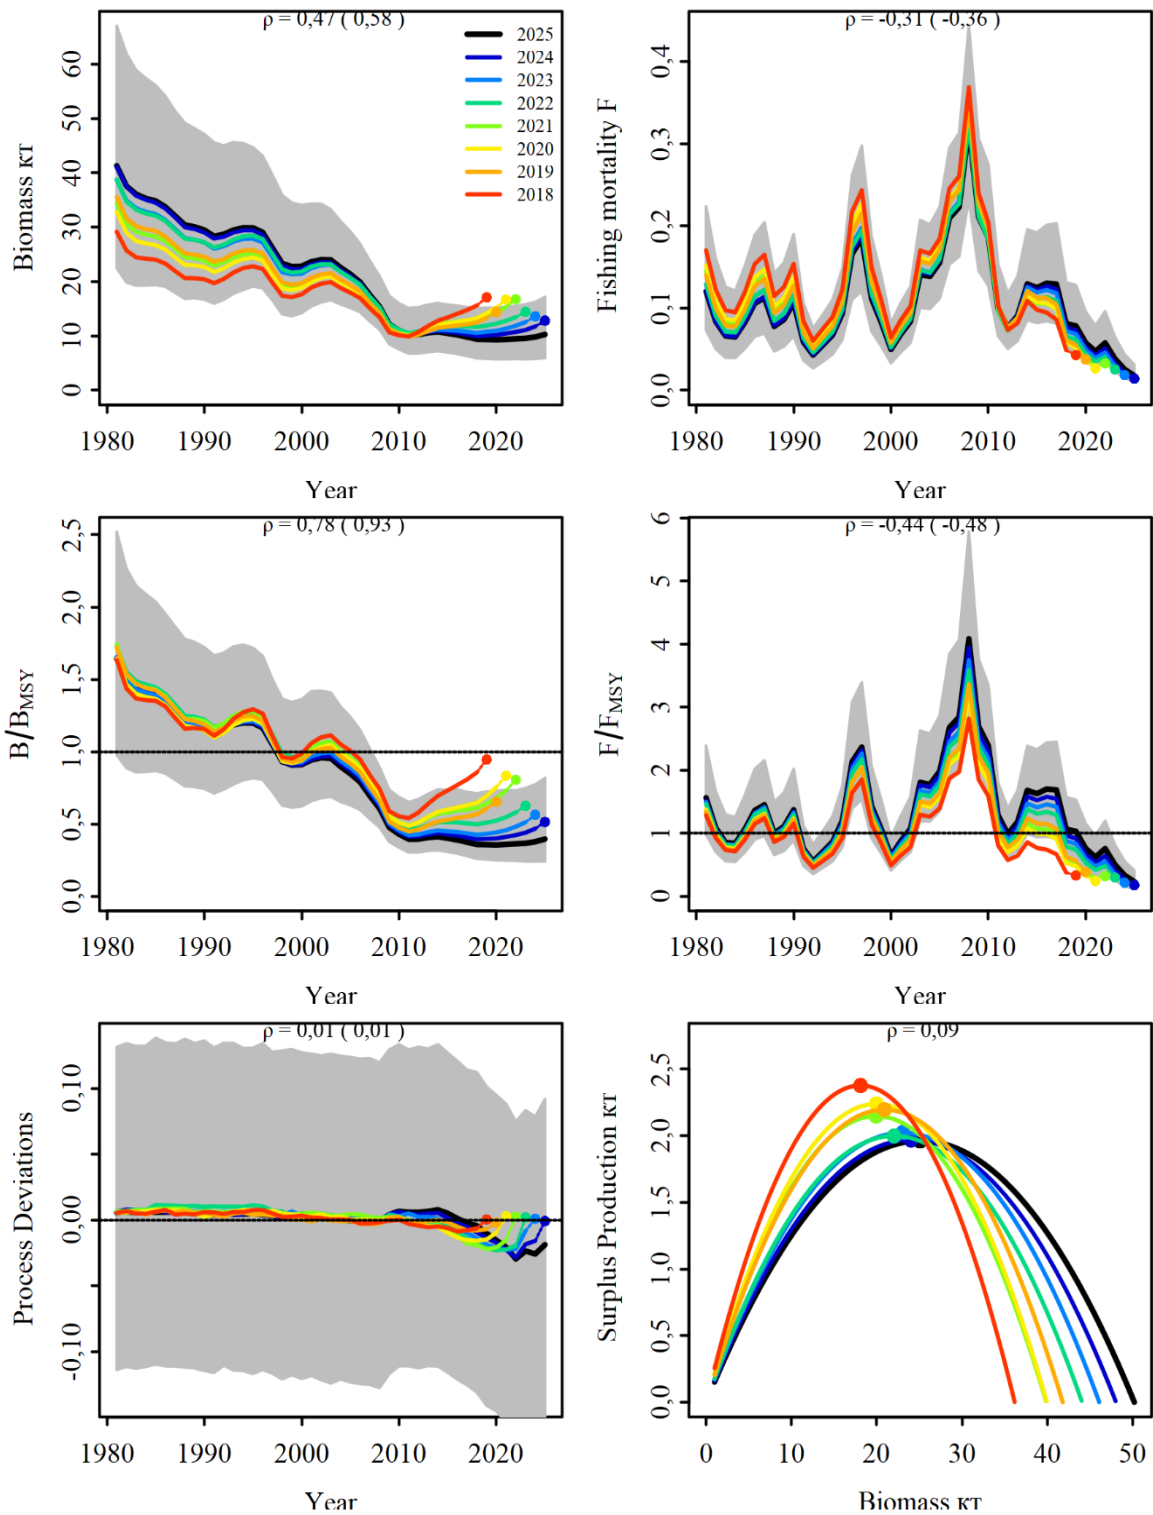 ρ = 0,47 ( 0,58 )
Biomass кт
60
50
40
30
20
10
0
2025
2024
2023
2022
2021
2020
2019
2018
1980 1990 2000 2010 2020
Year
ρ = -0,31 ( -0,36 )
Fishing mortality F
0,4
0,3
0,2
0,1
0,0
1980 1990 2000 2010 2020
Year
ρ = 0,78 ( 0,93 )
B/BMSY
2,5
2,0
1,5
1,0
0,5
0,0
1980 1990 2000 2010 2020
Year
ρ = -0,44 ( -0,48 )
F/FMSY
6
5
4
3
2
1
0
1980 1990 2000 2010 2020
Year
ρ = 0,01 ( 0,01 )
Process Deviations
0,10
0,00
-0,10
1980 1990 2000 2010 2020
Year
ρ = 0,09
Surplus Production кт
2,5
2,0
1,5
1,0
0,5
0,0
0 10 20 30 40 50
Biomass кт